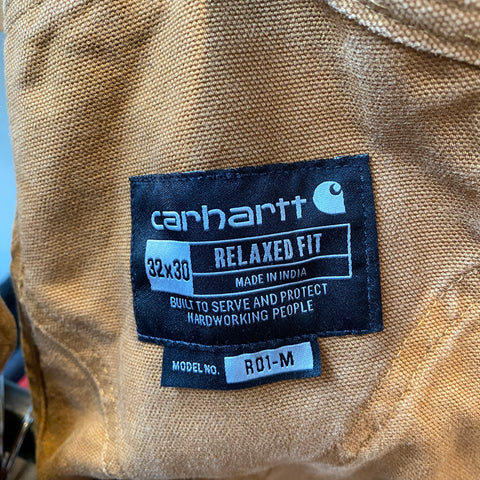 carhartt
32x30
RELAXED FIT
MADE IN INDIA
BUILT TO SERVE AND PROTECT
HARDWORKING PEOPLE
MODEL NO. R01-M